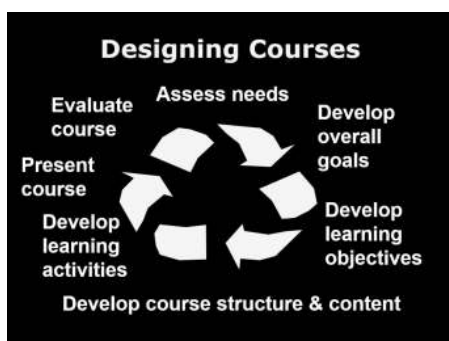 Designing Courses
Assess needs
Develop
overall
goals
Develop
learning
objectives
Develop course structure & content
Develop
learning
activities
Present
course
Evaluate
course